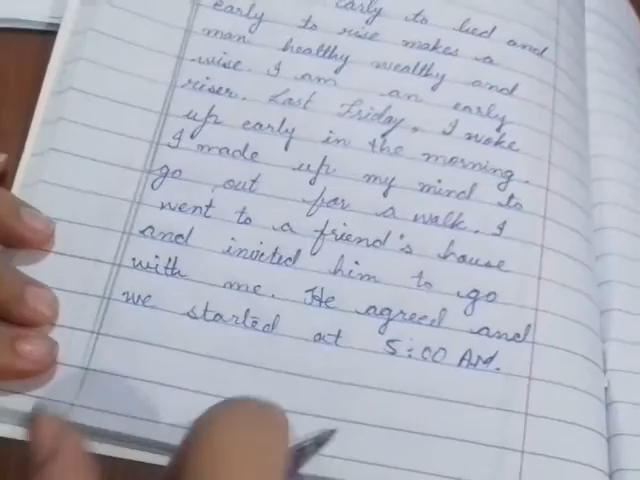 early to bed and
early to rise makes a
man healthy wealthy and
wise. I am an early
riser. Last Friday, I woke
up early in the morning.
I made up my mind to
go out for a walk. I
went to a friend's house
and invited him to go
with me. He agreed and
we started at 5:00 AM.